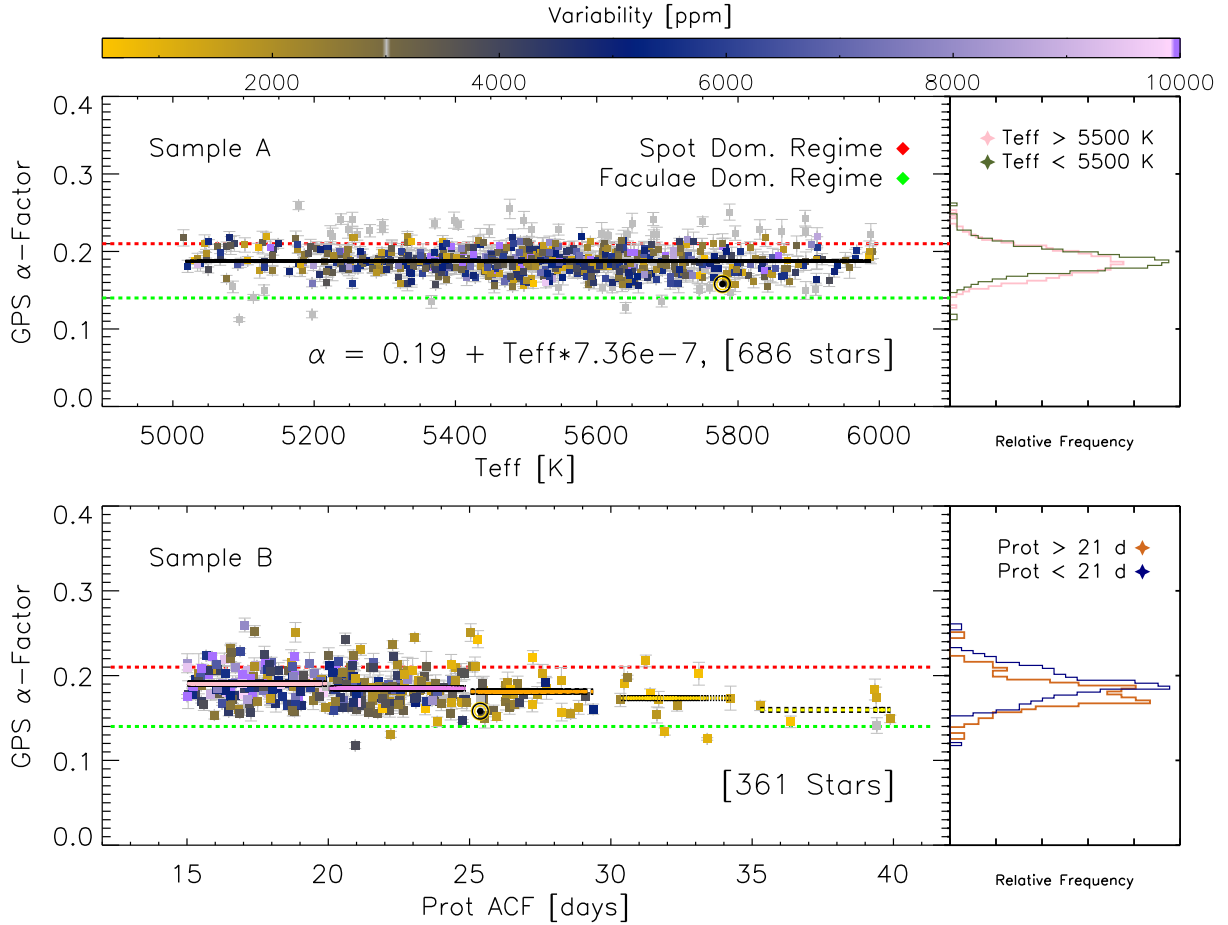 Variability [ppm]
2000 4000 6000 8000 10000
0.4
0.3
0.2
0.1
0.0
GPS α-Factor
Sample A
Spot Dom. Regime
Faculae Dom. Regime
Teff > 5500 K
Teff < 5500 K
α = 0.19 + Teff*7.36e-7, [686 stars]
5000 5200 5400 5600 5800 6000
Teff [K]
Relative Frequency
0.4
0.3
0.2
0.1
0.0
GPS α-Factor
Sample B
Prot > 21 d
Prot < 21 d
[361 Stars]
15 20 25 30 35 40
Prot ACF [days]
Relative Frequency